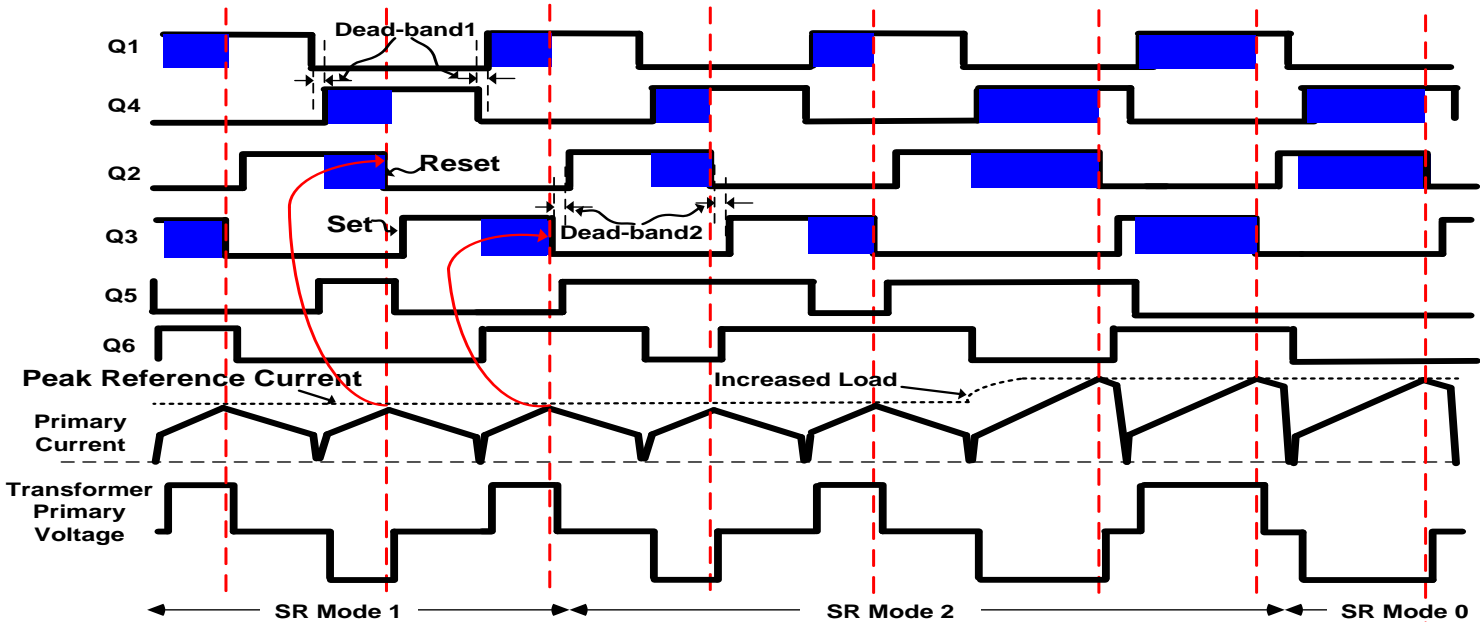 Q1
Dead-band1
Q4
Q2
Reset
Set
Q3
Dead-band2
Q5
Q6
Peak Reference Current
Increased Load
Primary
Current
Transformer
Primary
Voltage
SR Mode 1
SR Mode 2
SR Mode 0